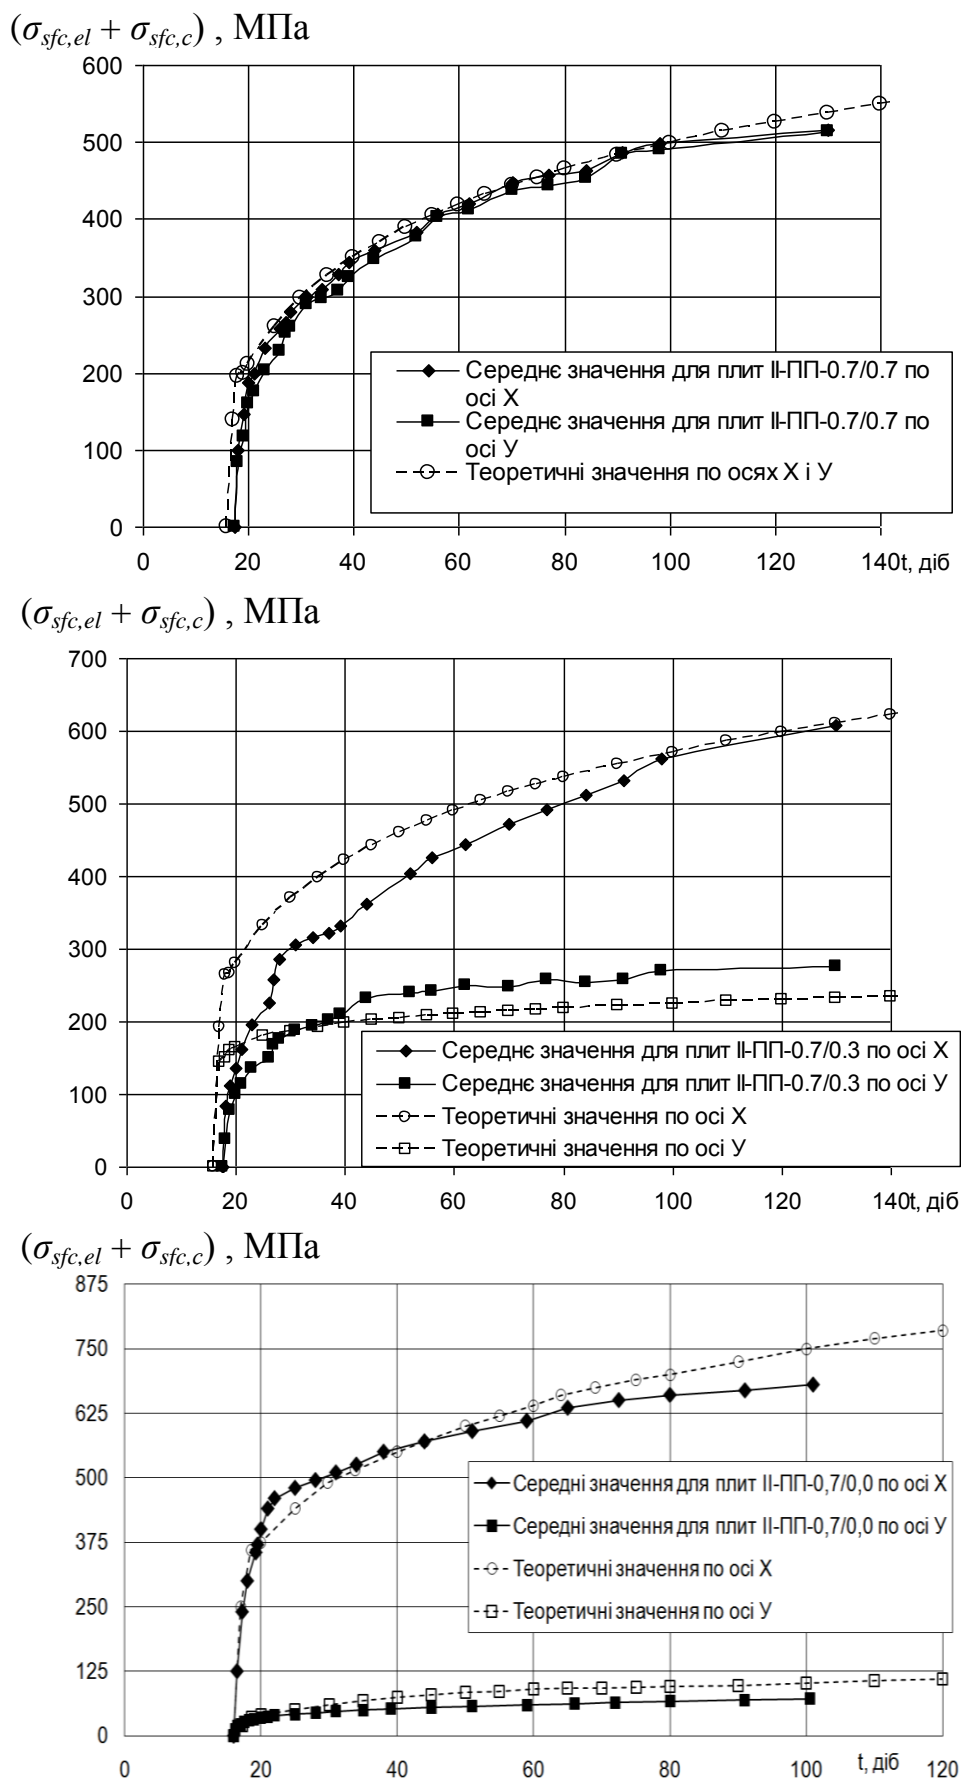 (σsfc,el + σsfc,c) , МПа
600
500
400
300
200
100
0
Середнє значення для плит ІІ-ПП-0.7/0.7 по
осі Х
Середнє значення для плит ІІ-ПП-0.7/0.7 по
осі У
Теоретичні значення по осях Х і У
0 20 40 60 80 100 120 140t, діб
(σsfc,el + σsfc,c) , МПа
700
600
500
400
300
200
100
0
Середнє значення для плит ІІ-ПП-0.7/0.3 по осі Х
Середнє значення для плит ІІ-ПП-0.7/0.3 по осі У
Теоретичні значення по осі Х
Теоретичні значення по осі У
0 20 40 60 80 100 120 140t, діб
(σsfc,el + σsfc,c) , МПа
875
750
625
500
375
250
125
0
Середні значення для плит ІІ-ПП-0,7/0,0 по осі Х
Середні значення для плит ІІ-ПП-0,7/0,0 по осі У
Теоретичні значення по осі Х
Теоретичні значення по осі У
0 20 40 60 80 100 t, діб 120